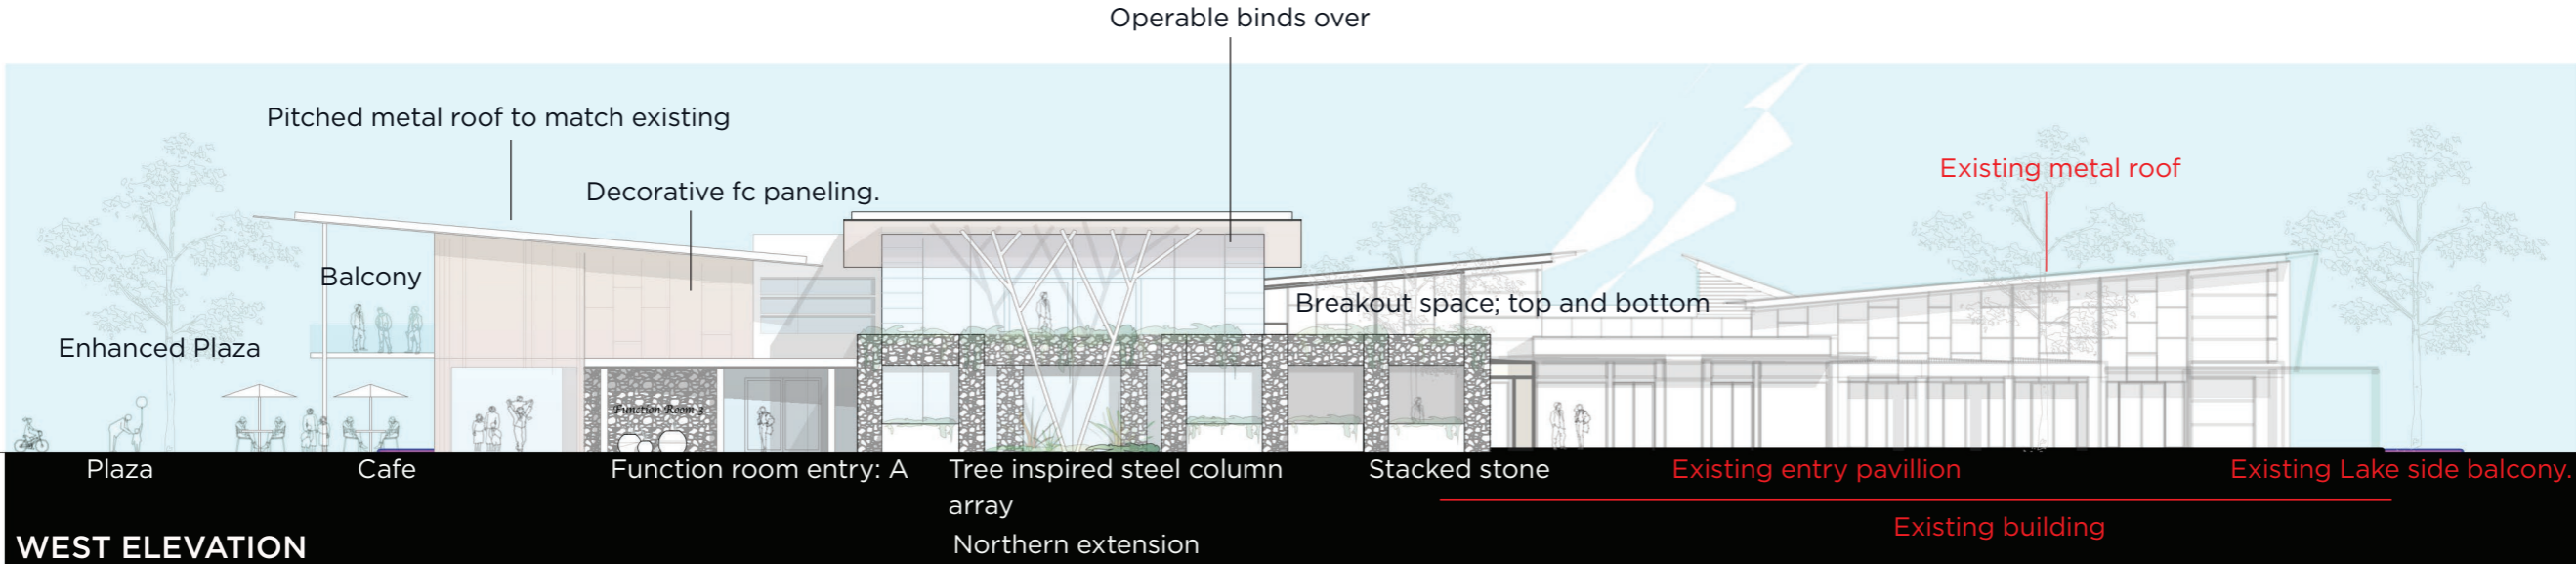 Operable binds over
Pitched metal roof to match existing
Decorative fc paneling.
Existing metal roof
Balcony
Breakout space; top and bottom
Enhanced Plaza
Function Room 3
Plaza
Cafe
Function room entry: A
Tree inspired steel column
array
Northern extension
Stacked stone
Existing entry pavillion
Existing Lake side balcony.
Existing building
WEST ELEVATION